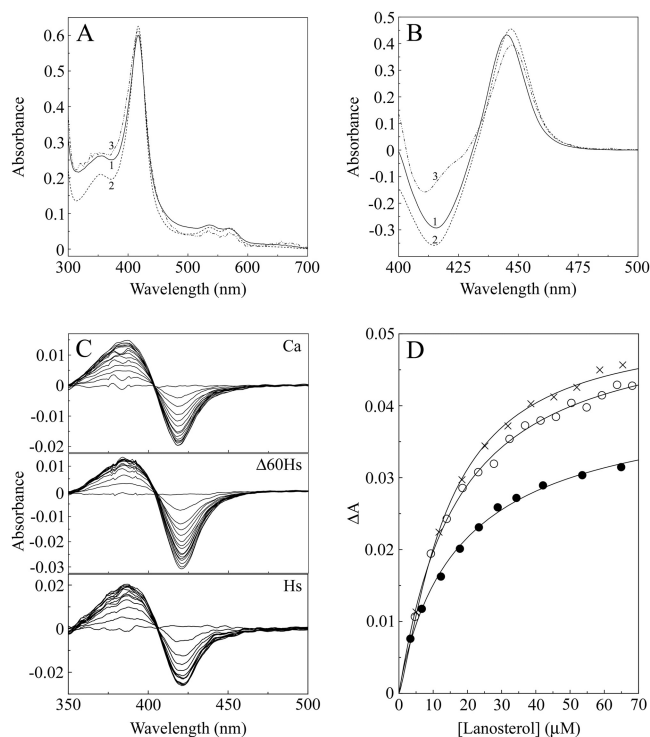 A
Absorbance
0.6
0.5
0.4
0.3
0.2
0.1
0
3
1
2
300 400 500 600 700
Wavelength (nm)
B
Absorbance
0.5
0.4
0.3
0.2
0.1
0
-0.1
-0.2
-0.3
3
1
2
400 425 450 475 500
Wavelength (nm)
C
Absorbance
Ca
0.01
0
-0.01
-0.02
Δ60Hs
0.01
0
-0.01
-0.02
-0.03
Hs
0.02
0
-0.02
350 400 450 500
Wavelength (nm)
D
ΔA
0.05
0.04
0.03
0.02
0.01
0
0 10 20 30 40 50 60 70
[Lanosterol] (μM)